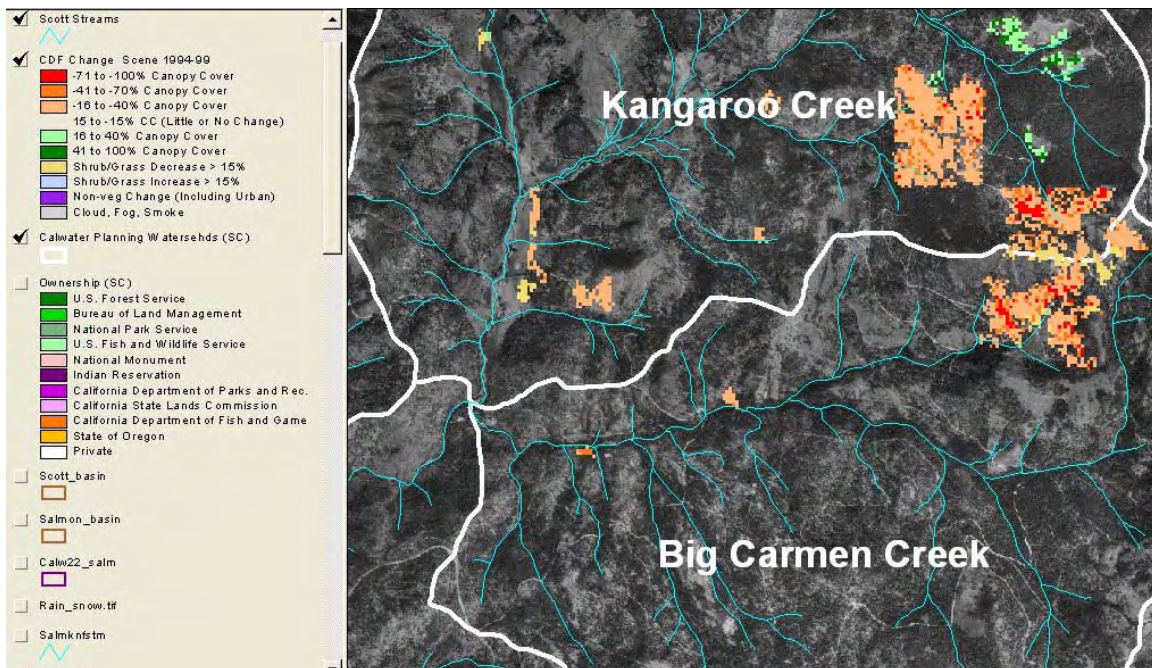 Scott Streams
CDF Change Scene 1994-99
-71 to -100% Canopy Cover
-41 to -70% Canopy Cover
-16 to -40% Canopy Cover
15 to -15% CC (Little or No Change)
16 to 40% Canopy Cover
41 to 100% Canopy Cover
Shrub/Grass Decrease > 15%
Shrub/Grass Increase > 15%
Non-veg Change (Including Urban)
Cloud, Fog, Smoke
Calwater Planning Watersehds (SC)
Ownership (SC)
U.S. Forest Service
Bureau of Land Management
National Park Service
U.S. Fish and Wildlife Service
National Monument
Indian Reservation
California Department of Parks and Rec.
California State Lands Commission
California Department of Fish and Game
State of Oregon
Private
Scott_basin
Salmon_basin
Calw22_salm
Rain_snow.tif
Salmknfstm
Kangaroo Creek
Big Carmen Creek